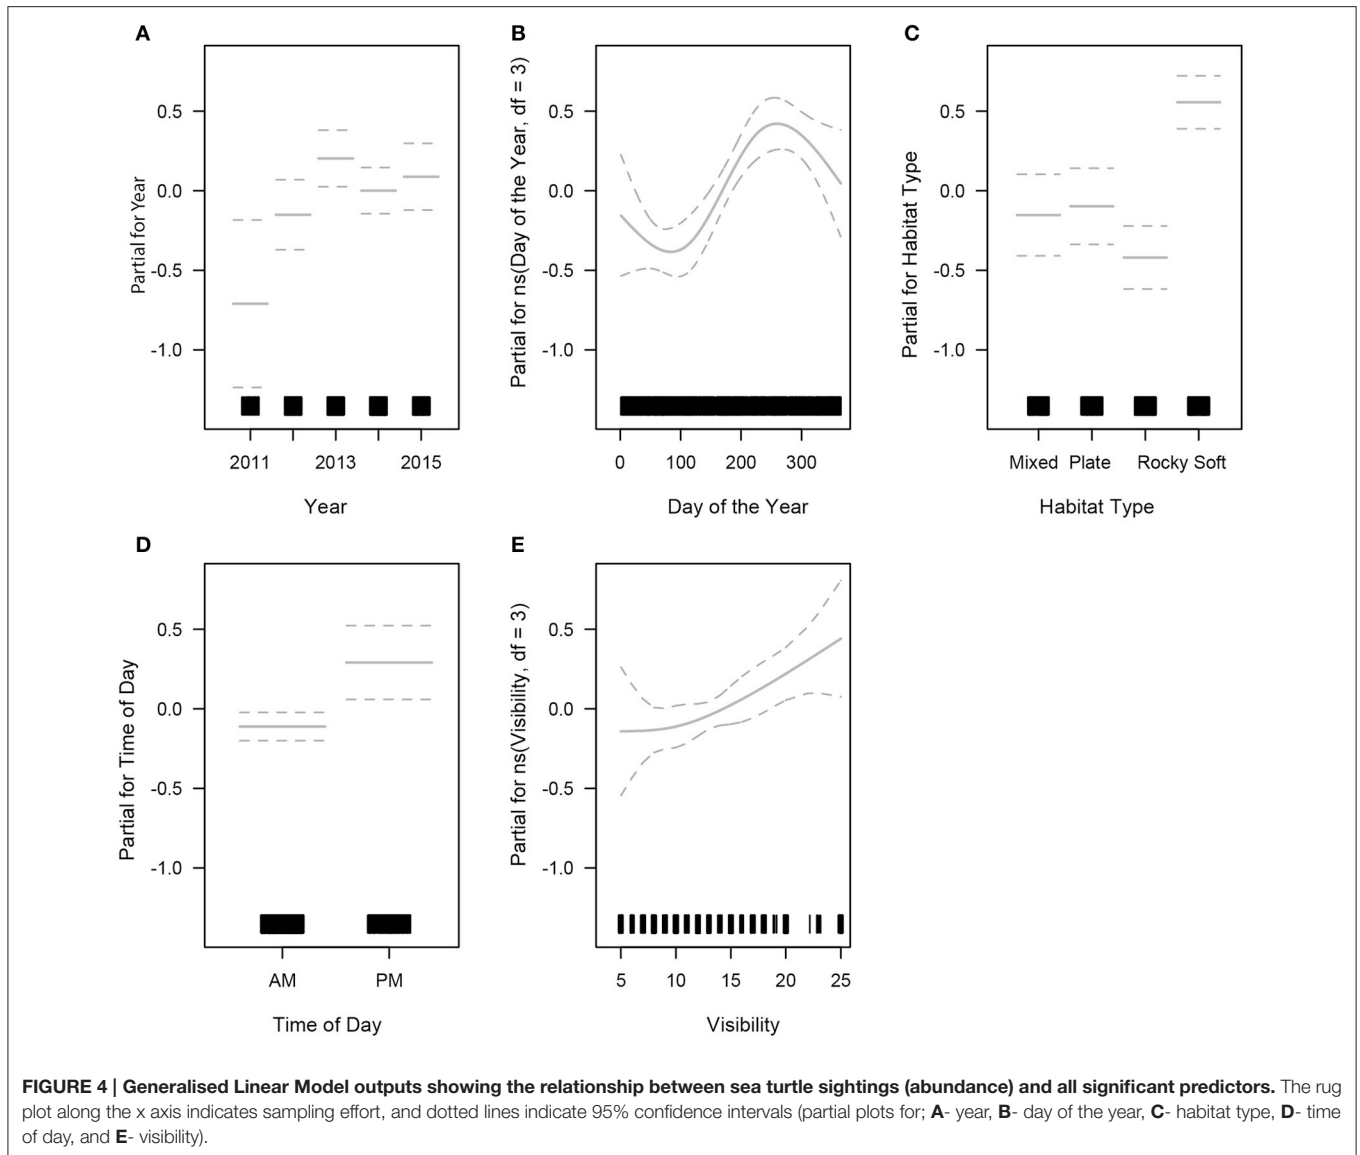 A
B
C
Partial for Year
0.5
0.0
-0.5
-1.0
2011 2013 2015
Year
Partial for ns(Day of the Year, df = 3)
0.5
0.0
-0.5
-1.0
0 100 200 300
Day of the Year
Partial for Habitat Type
0.5
0.0
-0.5
-1.0
Mixed Plate Rocky Soft
Habitat Type
D
E
Partial for Time of Day
0.5
0.0
-0.5
-1.0
AM PM
Time of Day
Partial for ns(Visibility, df = 3)
0.5
0.0
-0.5
-1.0
5 10 15 20 25
Visibility
FIGURE 4 | Generalised Linear Model outputs showing the relationship between sea turtle sightings (abundance) and all significant predictors. The rug
plot along the x axis indicates sampling effort, and dotted lines indicate 95% confidence intervals (partial plots for; A- year, B- day of the year, C- habitat type, D- time
of day, and E- visibility).